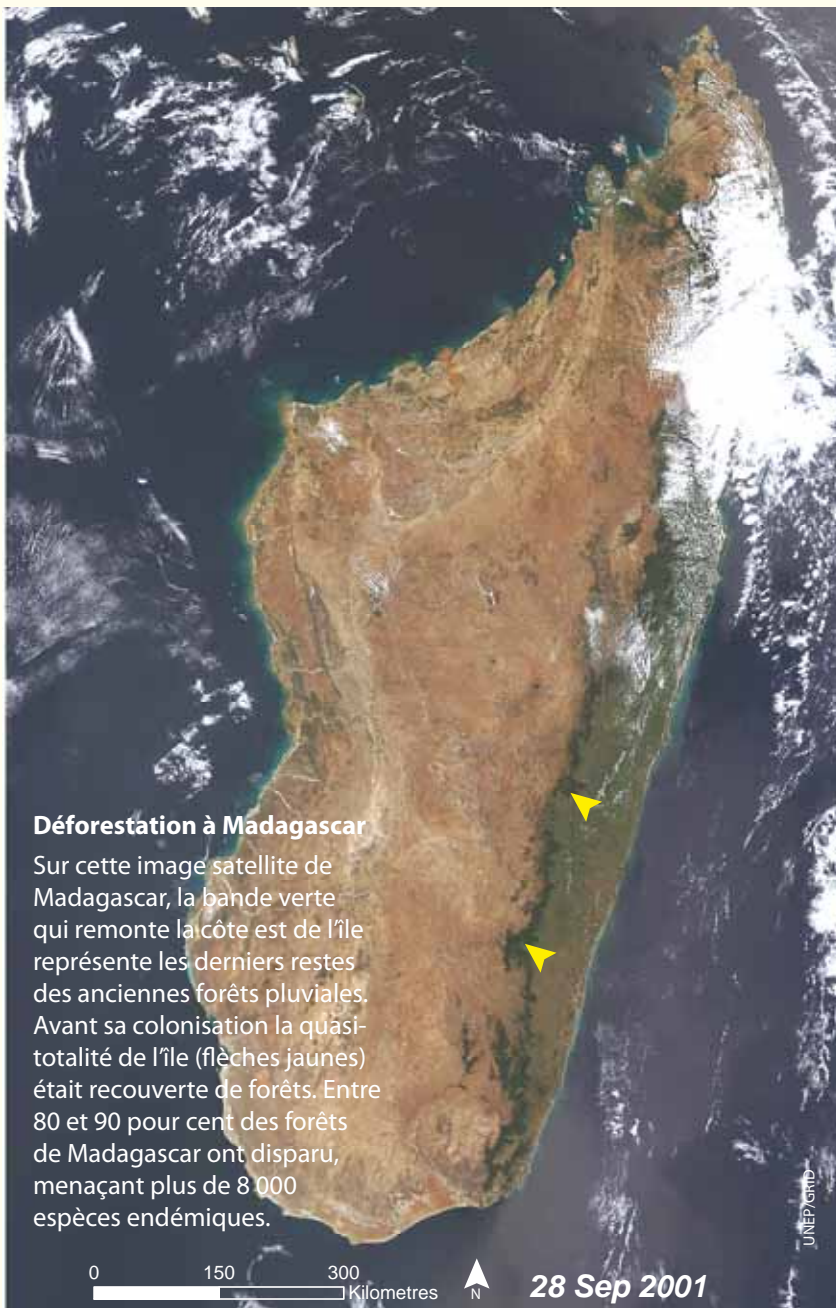 Déforestation à Madagascar
Sur cette image satellite de
Madagascar, la bande verte
qui remonte la côte est de l'île
représente les derniers restes
des anciennes forêts pluviales.
Avant sa colonisation la quasi-
totalité de l'île (flèches jaunes)
était recouverte de forêts. Entre
80 et 90 pour cent des forêts
de Madagascar ont disparu,
menaçant plus de 8 000
espèces endémiques.
UNEP/GRID
0 150 300
Kilometres
N
28 Sep 2001